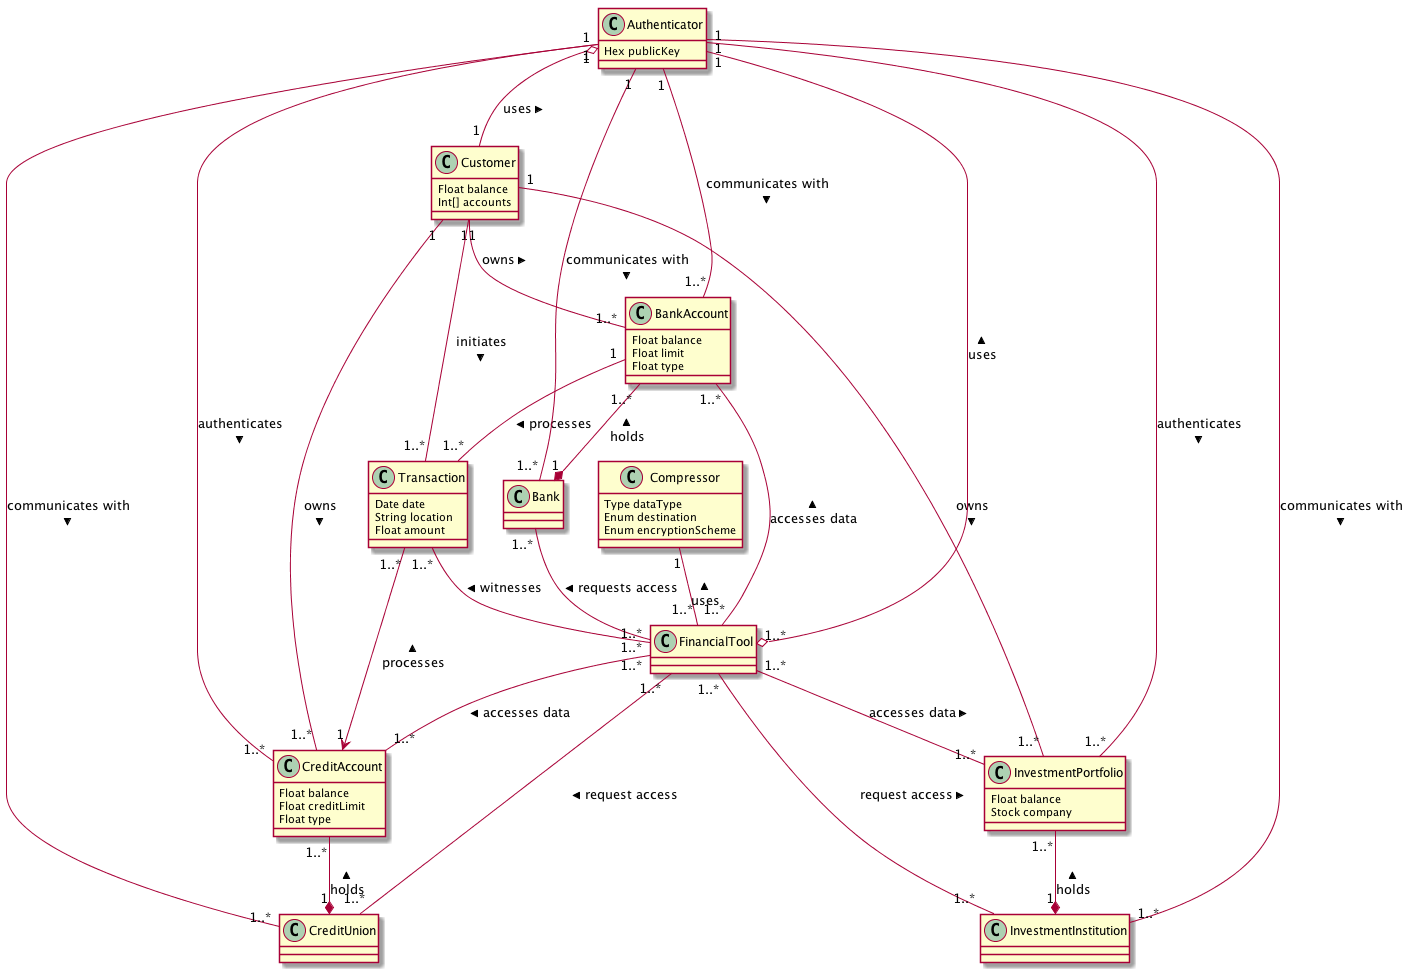 C Authenticator
Hex publicKey
1
1
1
1
1
1
1
1
uses ►
1
C Customer
Float balance
Int[] accounts
1
communicates with
▼
1
1
1
owns ►
communicates with
▼
1..*
C BankAccount
Float balance
Float limit
Float type
1..*
1
initiates
▼
▲
uses
1..*
1..*
◄ processes
▲
holds
1..*
1..*
authenticates
▼
authenticates
▼
1..*
1
C Transaction
Date date
String location
Float amount
C Bank
C Compressor
Type dataType
Enum destination
Enum encryptionScheme
communicates with
▼
owns
▼
▲
accesses data
owns
▼
communicates with
▼
1..*
1..*
1..*
1
◄ witnesses
◄ requests access
▲
uses
1..*
1..*
1..*
1..*
1..*
C FinancialTool
1..*
1..*
▲
processes
1..*
1..*
◄ accesses data
accesses data ►
1..*
1
1..*
1..*
1..*
1..*
1..*
C CreditAccount
Float balance
Float creditLimit
Float type
C InvestmentPortfolio
Float balance
Stock company
◄ request access
request access ►
1..*
1..*
▲
holds
▲
holds
1
1..*
1..*
1
1..*
1..*
C CreditUnion
C InvestmentInstitution